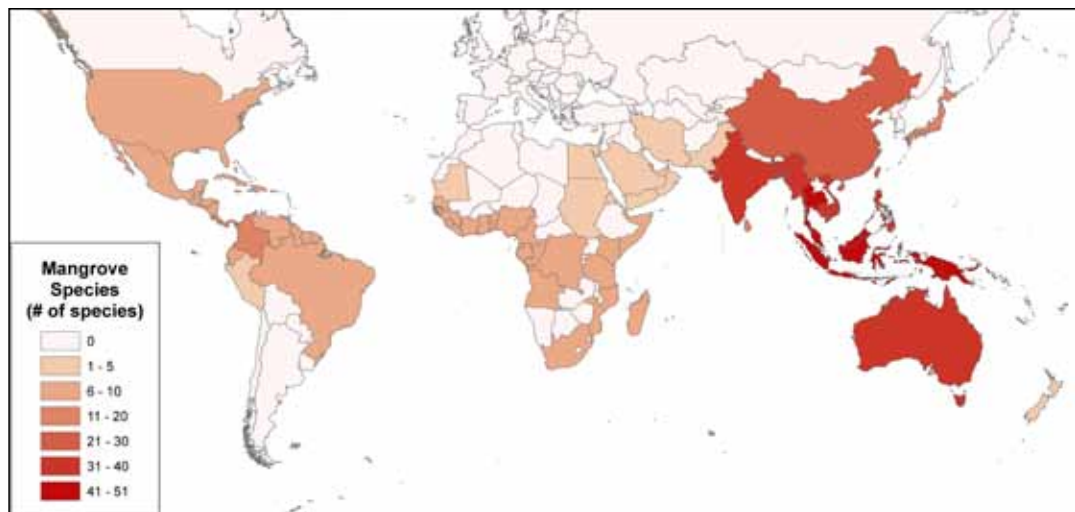 Mangrove
Species
(# of species)
0
1 - 5
6 - 10
11 - 20
21 - 30
31 - 40
41 - 51